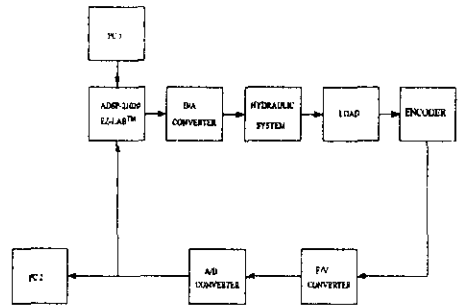 PC 1
ADSP-21020
EZ-LAB™
D/A
CONVERTER
HYDRAULIC
SYSTEM
LOAD
ENCODER
PC 2
A/D
CONVERTER
F/V
CONVERTER